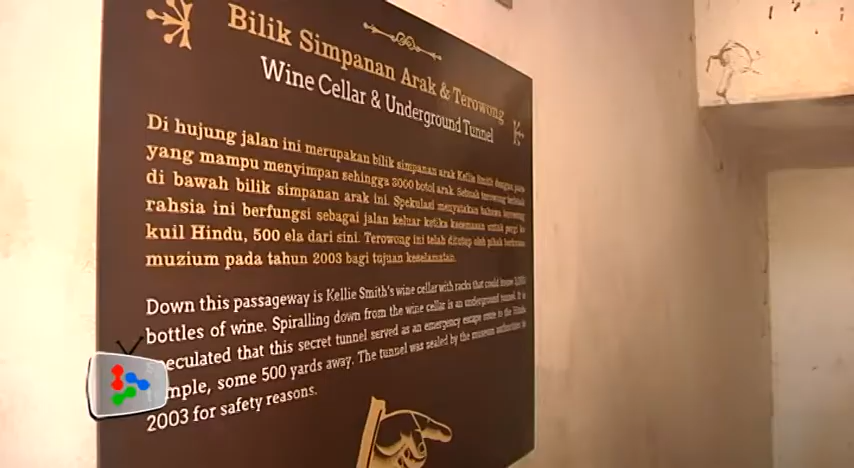 Bilik Simpanan Arak & Terowong
Wine Cellar & Underground Tunnel
Di hujung jalan ini merupakan bilik simpanan arak Kellie Smith dengan para
yang mampu menyimpan sehingga 3000 botol arak. Sebuah terowong terletak
di bawah bilik simpanan arak ini. Spekulasi menyatakan bahawa terowong
rahsia ini berfungsi sebagai jalan keluar ketika kecemasan untuk pergi ke
kuil Hindu, 500 ela dari sini. Terowong ini telah ditutup oleh pihak berkuasa
muzium pada tahun 2003 bagi tujuan keselamatan.
Down this passageway is Kellie Smith's wine cellar with racks that could house 3,000
bottles of wine. Spiralling down from the wine cellar is an underground tunnel. It is
speculated that this secret tunnel served as an emergency escape route to the Hindu
temple, some 500 yards away. The tunnel was sealed by the museum authorities in
2003 for safety reasons.